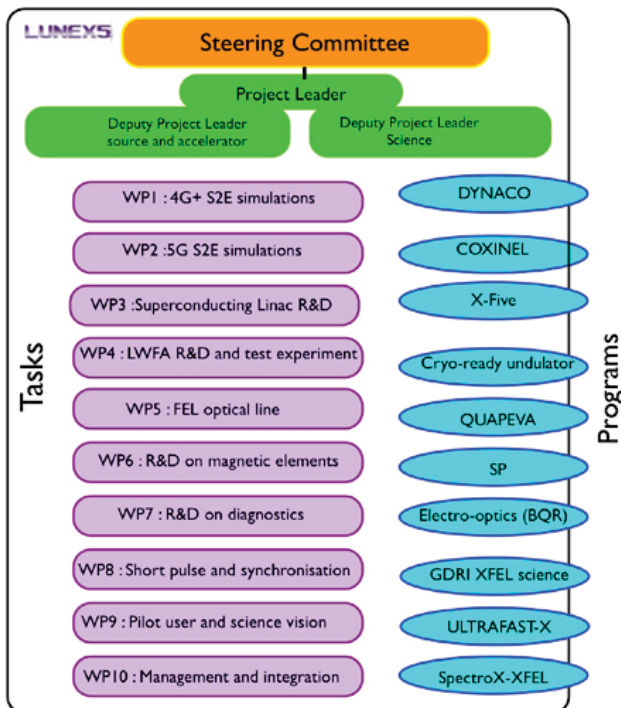 LUNEX5
Steering Committee
Project Leader
Deputy Project Leader
source and accelerator
Deputy Project Leader
Science
Tasks
WP1 : 4G+ S2E simulations
WP2 : 5G S2E simulations
WP3 :Superconducting Linac R&D
WP4 : LWFA R&D and test experiment
WP5 : FEL optical line
WP6 : R&D on magnetic elements
WP7 : R&D on diagnostics
WP8 : Short pulse and synchronisation
WP9 : Pilot user and science vision
WP10 : Management and integration
DYNACO
COXINEL
X-Five
Cryo-ready undulator
QUAPEVA
SP
Electro-optics (BQR)
GDRI XFEL science
ULTRAFAST-X
SpectroX-XFEL
Programs